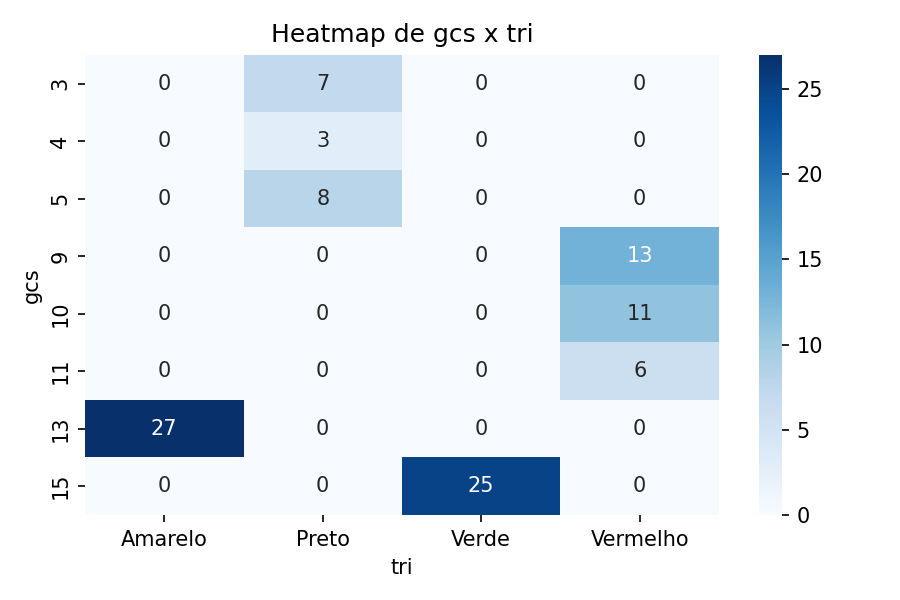 Heatmap de gcs x tri
3 0 7 0 0
4 0 3 0 0
5 0 8 0 0
9 0 0 0 13
10 0 0 0 11
11 0 0 0 6
13 27 0 0 0
15 0 0 25 0
gcs
Amarelo Preto Verde Vermelho
tri
25
20
15
10
5
0